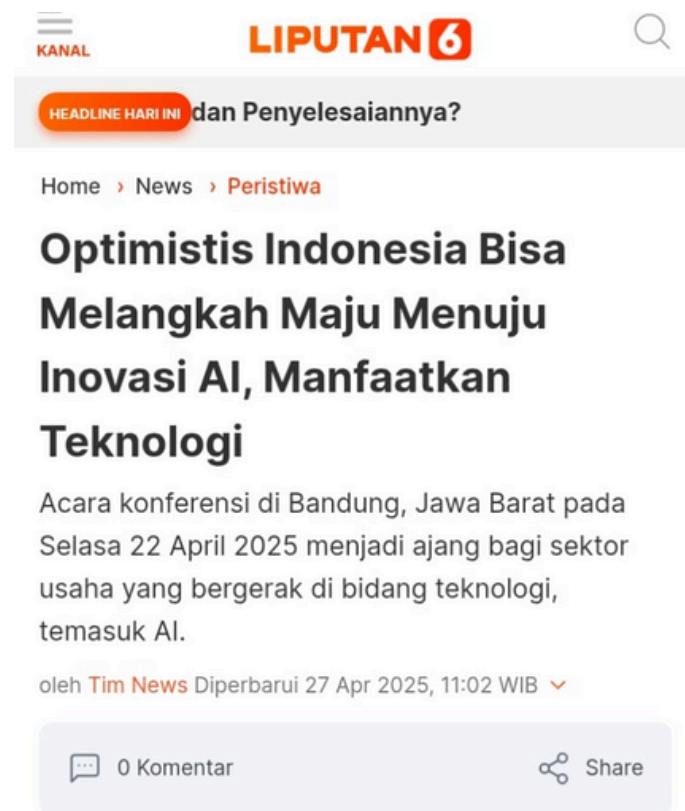 KANAL
LIPUTAN 6
HEADLINE HARI INI dan Penyelesaiannya?
Home › News › Peristiwa
Optimistis Indonesia Bisa
Melangkah Maju Menuju
Inovasi AI, Manfaatkan
Teknologi
Acara konferensi di Bandung, Jawa Barat pada
Selasa 22 April 2025 menjadi ajang bagi sektor
usaha yang bergerak di bidang teknologi,
temasuk AI.
oleh Tim News Diperbarui 27 Apr 2025, 11:02 WIB
0 Komentar
Share